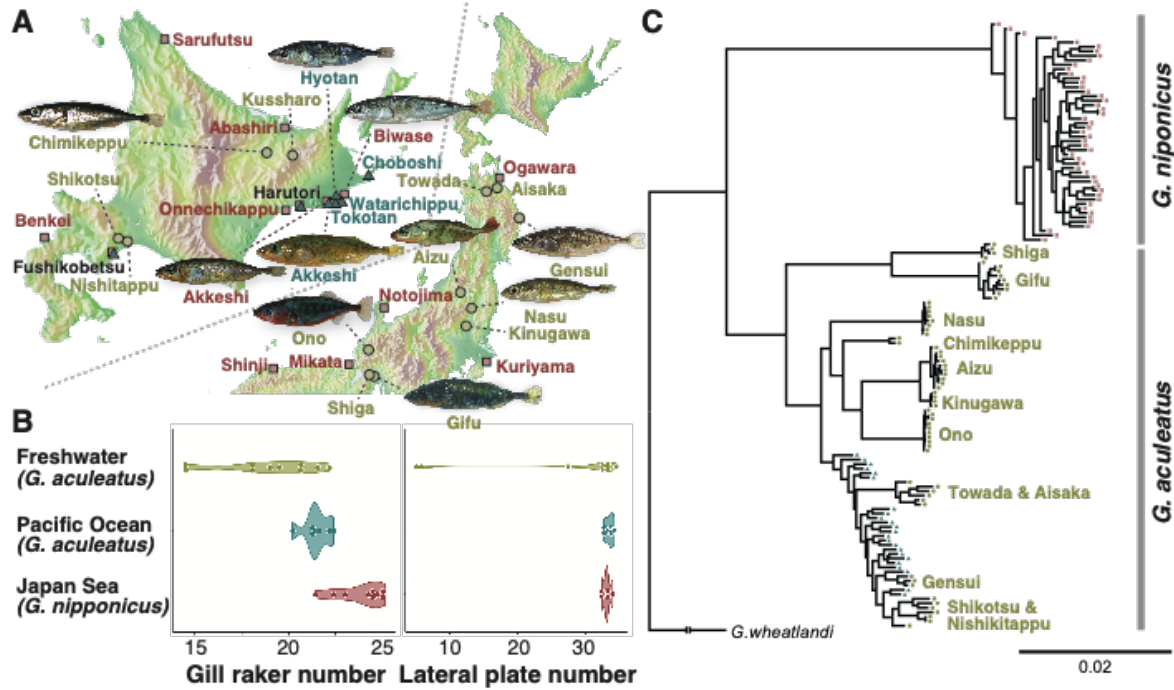 A
Sarufutsu
Hyotan
Kussharo
Abashiri
Biwase
Chimikeppu
Choboshi
Shikotsu
Harutori
Towada
Ogawara
Aisaka
Onnechikappu
Watarichippu
Tokotan
Benkei
Fushikobetsu
Nishitappu
Akkeshi
Akkeshi
Aizu
Gensui
Notojima
Nasu
Kinugawa
Ono
Shinji
Mikata
Kuriyama
Shiga
Gifu
B
Freshwater
(G. aculeatus)
Pacific Ocean
(G. aculeatus)
Japan Sea
(G. nipponicus)
15
20
25
10
20
30
Gill raker number
Lateral plate number
C
G. niponicus
Shiga
Gifu
Nasu
Chimikeppu
Aizu
Kinugawa
Ono
Towada & Aisaka
Gensui
Shikotsu &
Nishikitappu
G. aculeatus
G.wheatlandi
0.02